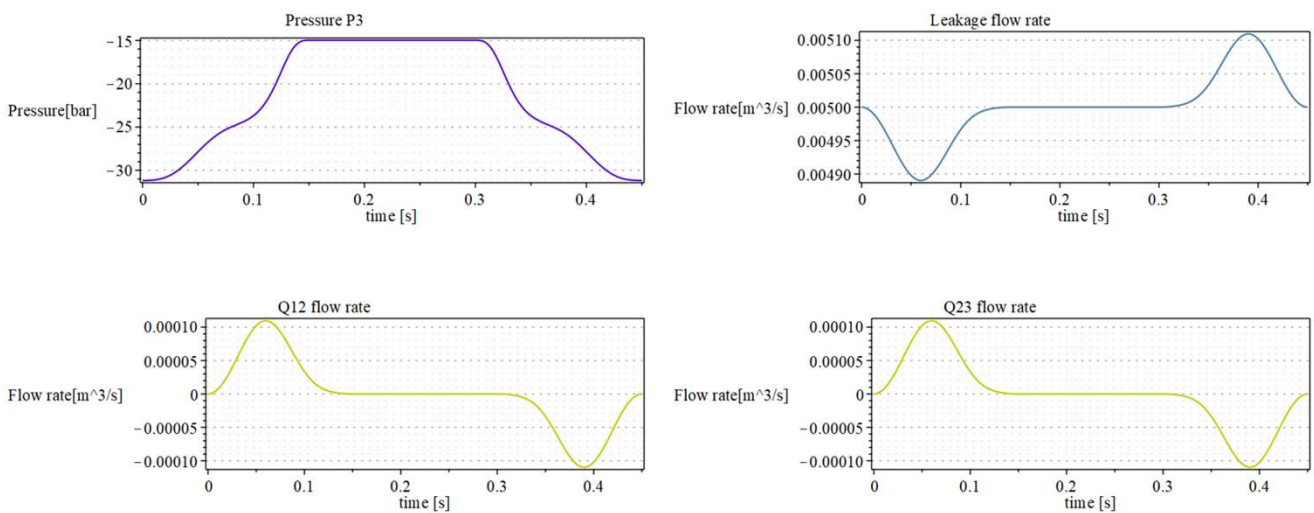 Pressure P3
−15
−20
Pressure[bar]
−25
−30
0 0.1 0.2 0.3 0.4
time [s]
Leakage flow rate
0.00510
0.00505
Flow rate[m^3/s] 0.00500
0.00495
0.00490
0 0.1 0.2 0.3 0.4
time [s]
Q12 flow rate
0.00010
0.00005
Flow rate[m^3/s] 0
−0.00005
−0.00010
0 0.1 0.2 0.3 0.4
time [s]
Q23 flow rate
0.00010
0.00005
Flow rate[m^3/s] 0
−0.00005
−0.00010
0 0.1 0.2 0.3 0.4
time [s]